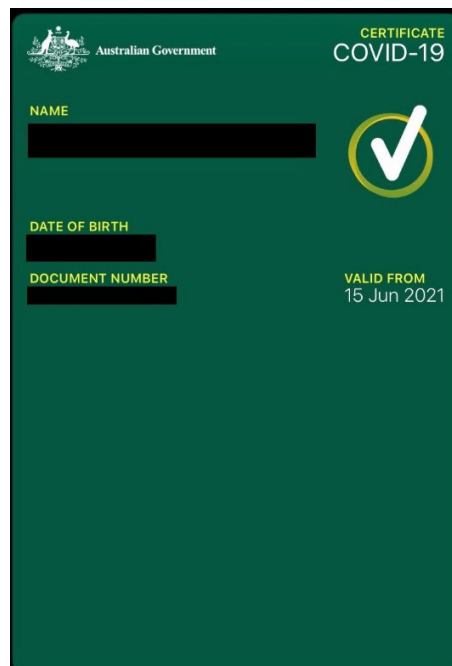 Australian Government
CERTIFICATE
COVID-19
NAME
DATE OF BIRTH
DOCUMENT NUMBER
VALID FROM
15 Jun 2021